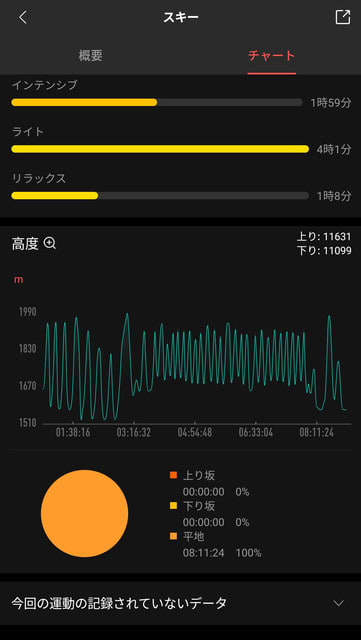 スキー
概要 チャート
インテンシブ
1時59分
ライト
4時1分
リラックス
1時8分
高度
上り: 11631
下り: 11099
m
1990
1830
1670
1510
01:38:16 03:16:32 04:54:48 06:33:04 08:11:24
上り坂
00:00:00 0%
下り坂
00:00:00 0%
平地
08:11:24 100%
今回の運動の記録されていないデータ